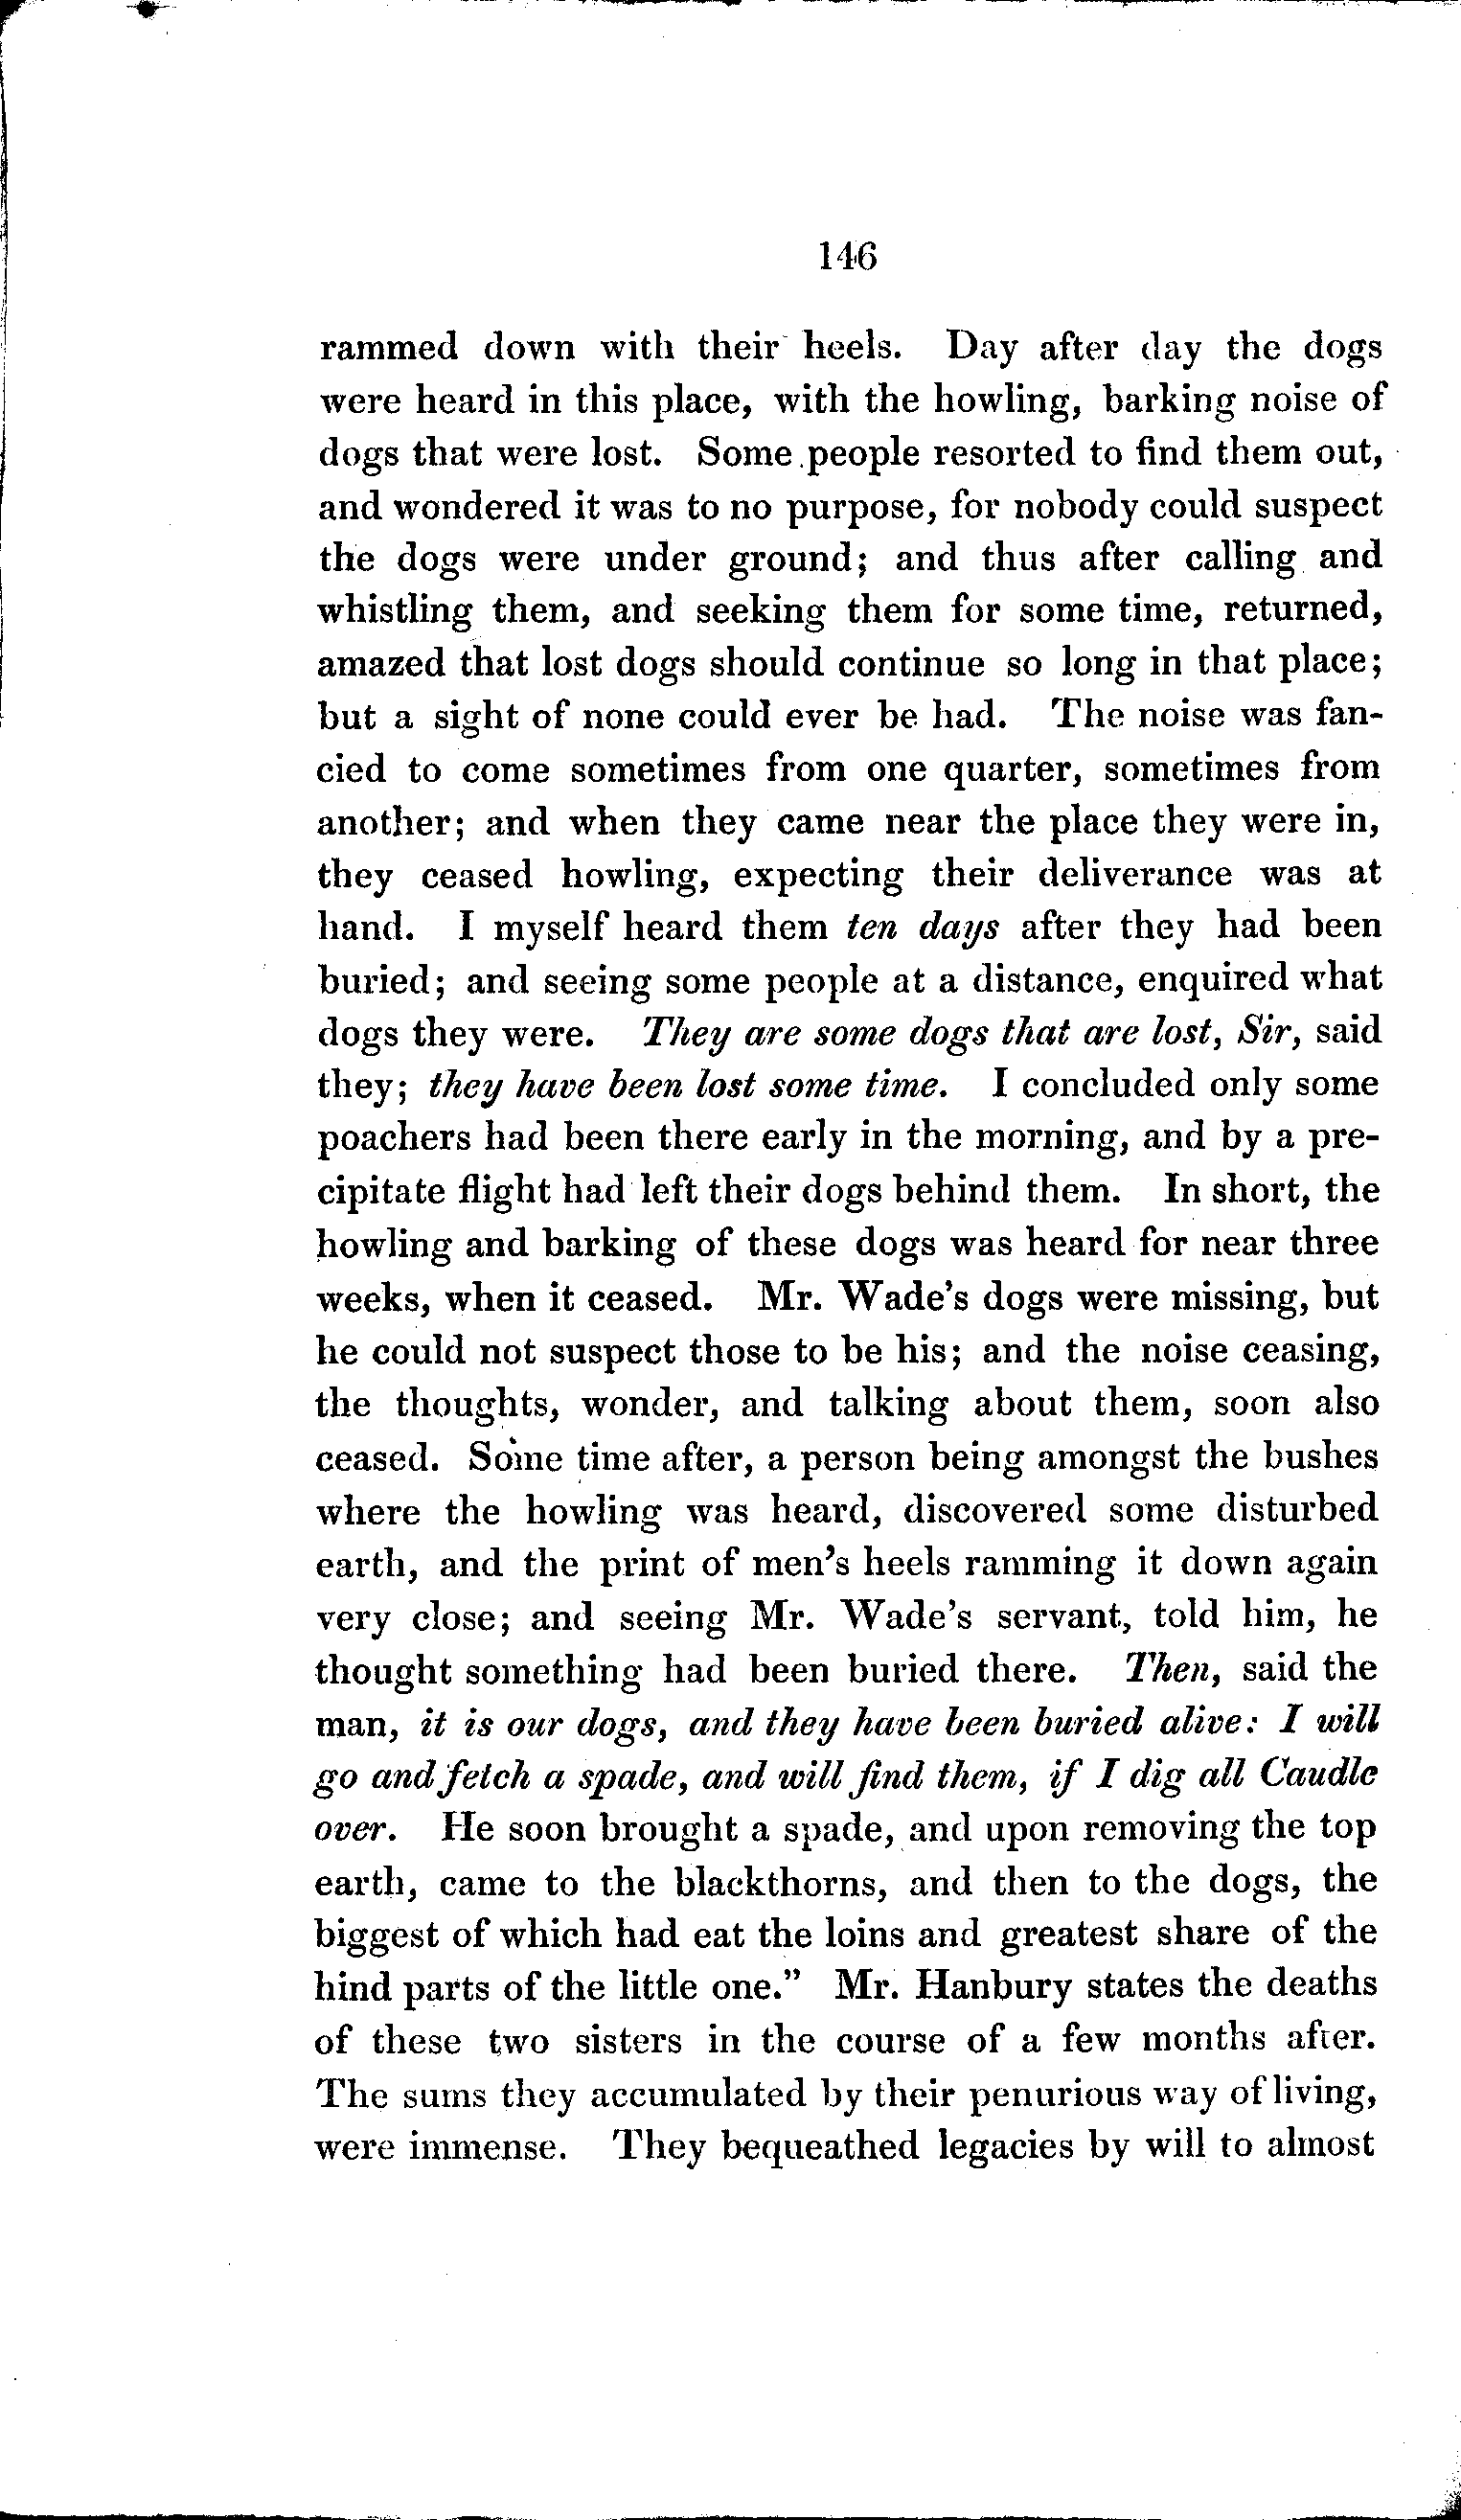 146
rammed down with their heels. Day after day the dogs
were heard in this place, with the howling, barking noise of
dogs that were lost. Some people resorted to find them out,
and wondered it was to no purpose, for nobody could suspect
the dogs were under ground; and thus after calling and
whistling them, and seeking them for some time, returned,
amazed that lost dogs should continue so long in that place;
but a sight of none could ever be had. The noise was fan-
cied to come sometimes from one quarter, sometimes from
another; and when they came near the place they were in,
they ceased howling, expecting their deliverance was at
hand. I myself heard them ten days after they had been
buried; and seeing some people at a distance, enquired what
dogs they were. They are some dogs that are lost, Sir, said
they; they have been lost some time. I concluded only some
poachers had been there early in the morning, and by a pre-
cipitate flight had left their dogs behind them. In short, the
howling and barking of these dogs was heard for near three
weeks, when it ceased. Mr. Wade's dogs were missing, but
he could not suspect those to be his; and the noise ceasing,
the thoughts, wonder, and talking about them, soon also
ceased. Some time after, a person being amongst the bushes
where the howling was heard, discovered some disturbed
earth, and the print of men's heels ramming it down again
very close; and seeing Mr. Wade's servant, told him, he
thought something had been buried there. Then, said the
man, it is our dogs, and they have been buried alive: I will
go and fetch a spade, and will find them, if I dig all Caudle
over. He soon brought a spade, and upon removing the top
earth, came to the blackthorns, and then to the dogs, the
biggest of which had eat the loins and greatest share of the
hind parts of the little one." Mr. Hanbury states the deaths
of these two sisters in the course of a few months after.
The sums they accumulated by their penurious way of living,
were immense. They bequeathed legacies by will to almost